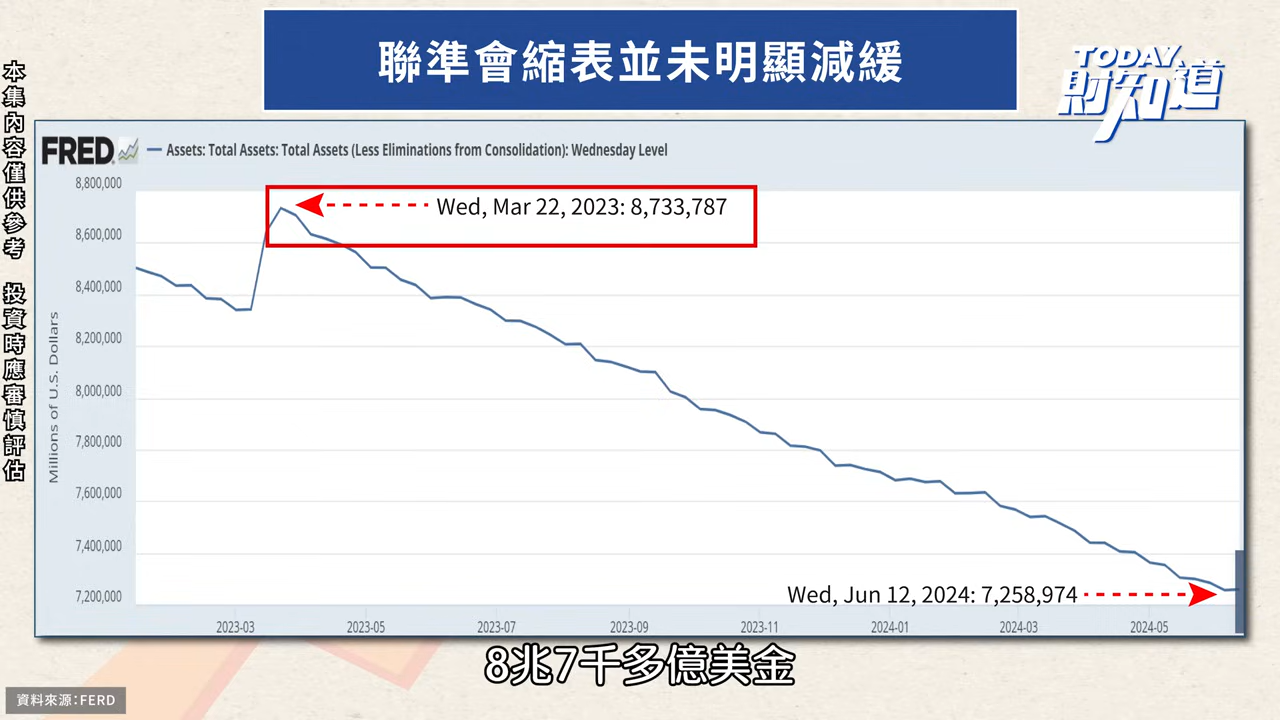 聯準會縮表並未明顯減緩
TODAY
財知道
本集內容僅供參考 投資時應審慎評估
FRED
Assets: Total Assets: Total Assets (Less Eliminations from Consolidation): Wednesday Level
8,800,000
8,600,000
8,400,000
8,200,000
8,000,000
7,800,000
7,600,000
7,400,000
7,200,000
Millions of U.S. Dollars
Wed, Mar 22, 2023: 8,733,787
Wed, Jun 12, 2024: 7,258,974
2023-03 2023-05 2023-07 2023-09 2023-11 2024-01 2024-03 2024-05
8兆7千多億美金
資料來源:FERD